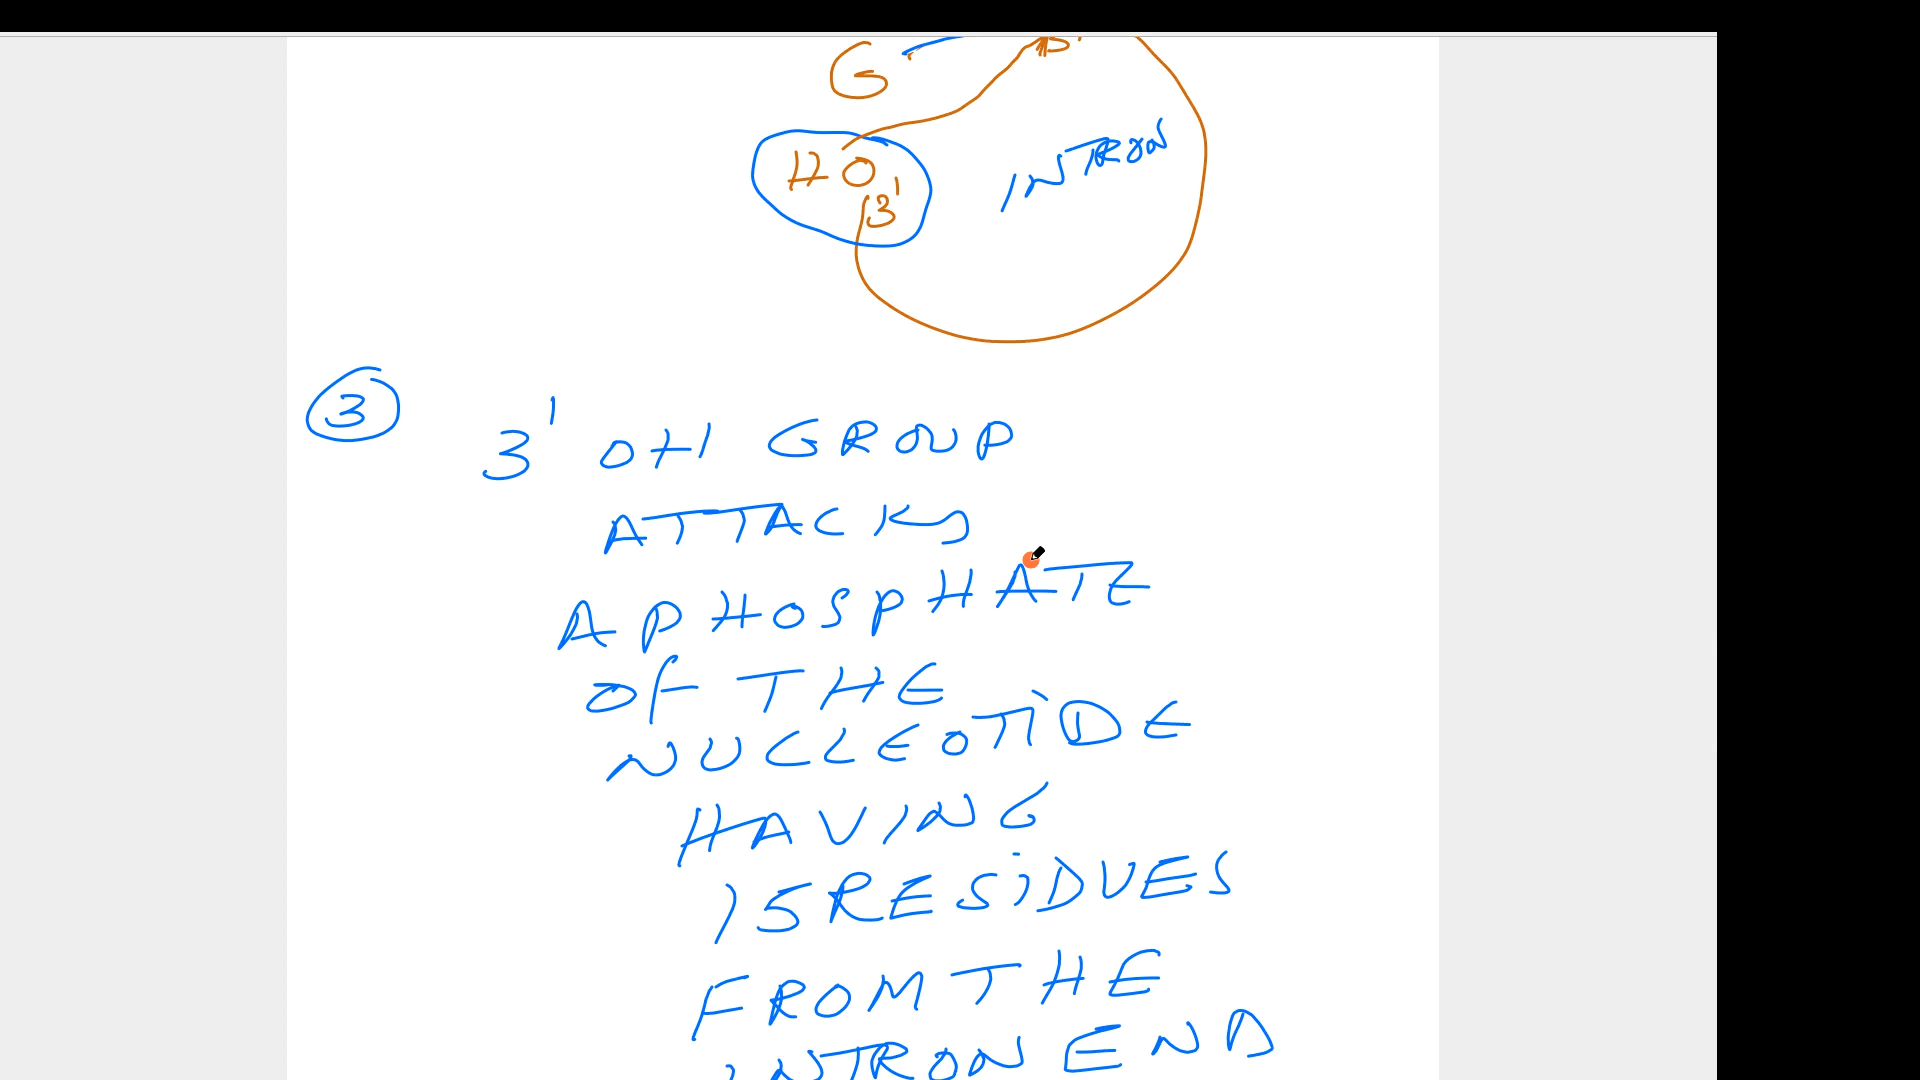 G
HO
3'
INTRON
3
3' OH GROUP
ATTACKS
A PHOSPHATE
OF THE
NUCLEOTIDE
HAVING
15 RESIDUES
FROM THE
INTRON END